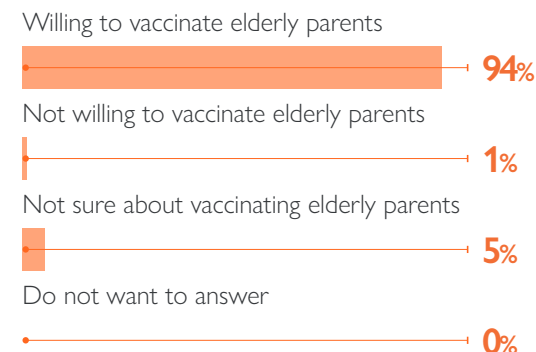 Willing to vaccinate elderly parents
94%
Not willing to vaccinate elderly parents
1%
Not sure about vaccinating elderly parents
5%
Do not want to answer
0%